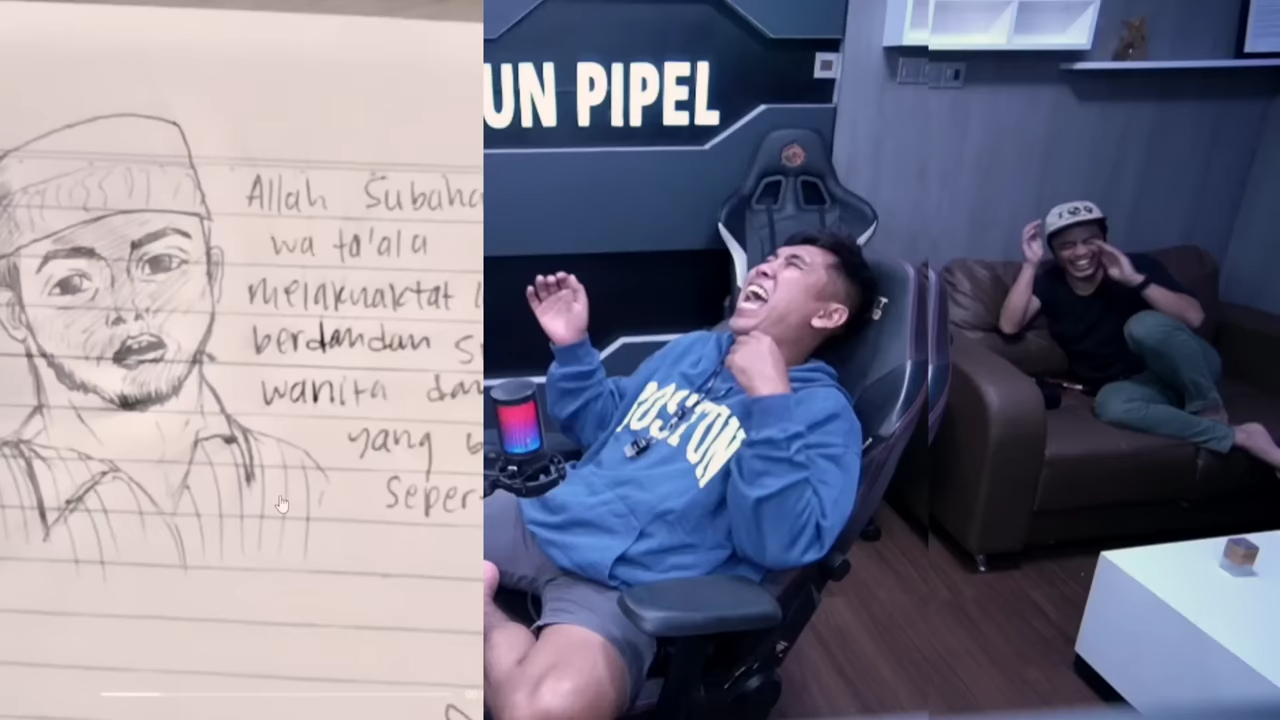 Allah Subaha
wa ta'ala
melaknaktat
berdandan S
wanita dan
yang b
Seper
UN PIPEL
BOSTON